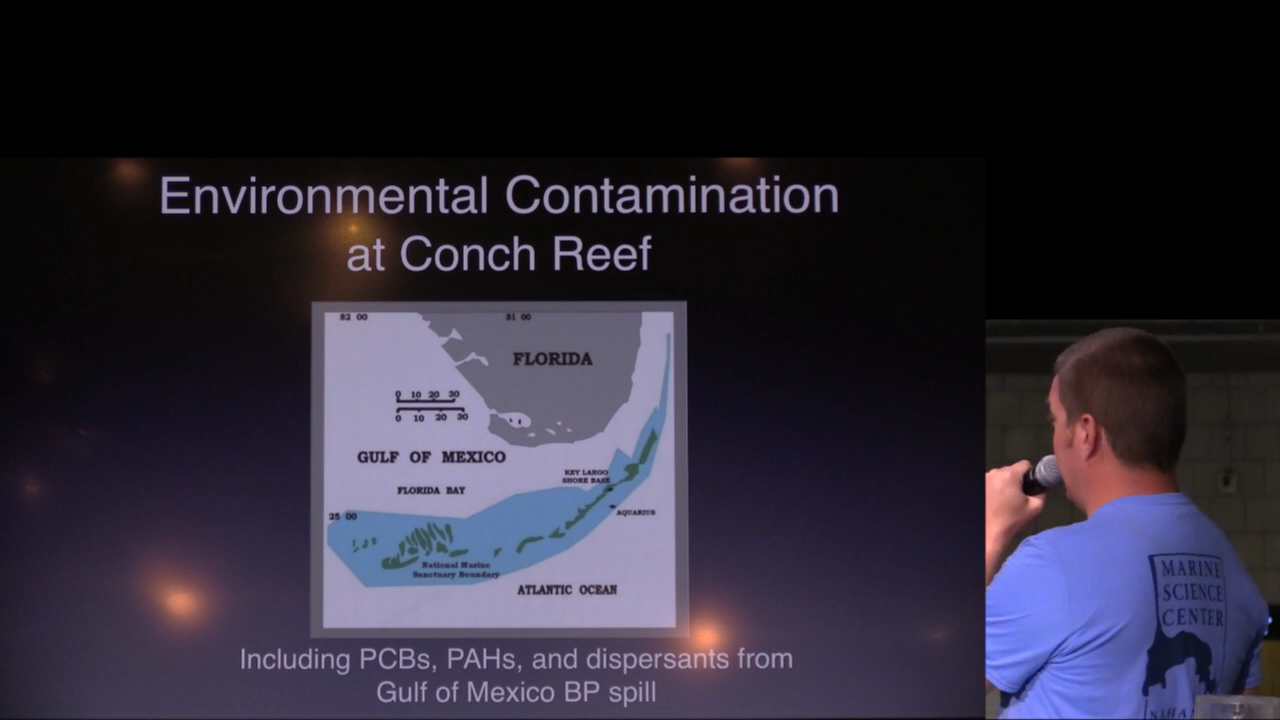 Environmental Contamination
at Conch Reef
82 00
81 00
FLORIDA
0 10 20 30
0 10 20 30
GULF OF MEXICO
KEY LARGO
SHORE BASE
FLORIDA BAY
AQUARIUS
25 00
National Marine
Sanctuary Boundary
ATLANTIC OCEAN
Including PCBs, PAHs, and dispersants from
Gulf of Mexico BP spill
MARINE
SCIENCE
CENTER